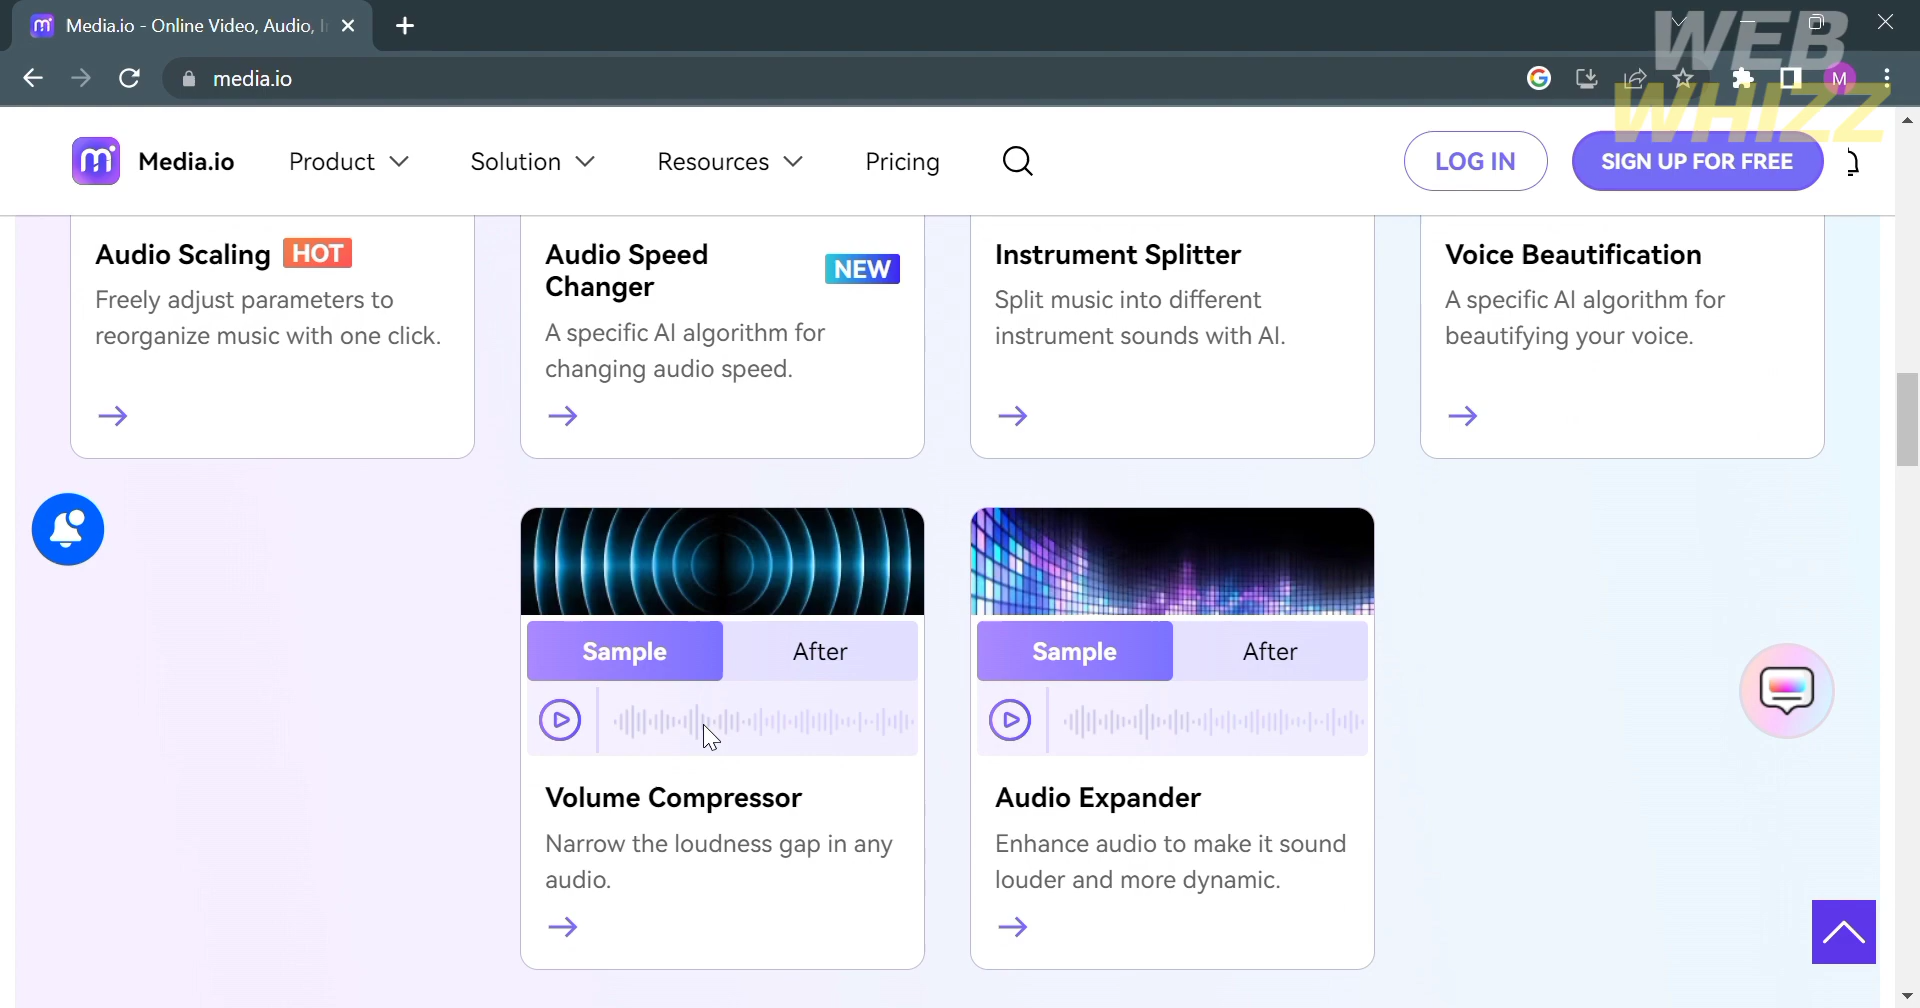 Media.io - Online Video, Audio, I
media.io
M
WEB
WHIZZ
m
Media.io
Product
Solution
Resources
Pricing
LOG IN
SIGN UP FOR FREE
Audio Scaling HOT
Freely adjust parameters to
reorganize music with one click.
Audio Speed
Changer
NEW
A specific AI algorithm for
changing audio speed.
Instrument Splitter
Split music into different
instrument sounds with AI.
Voice Beautification
A specific AI algorithm for
beautifying your voice.
Sample
After
Volume Compressor
Narrow the loudness gap in any
audio.
Sample
After
Audio Expander
Enhance audio to make it sound
louder and more dynamic.